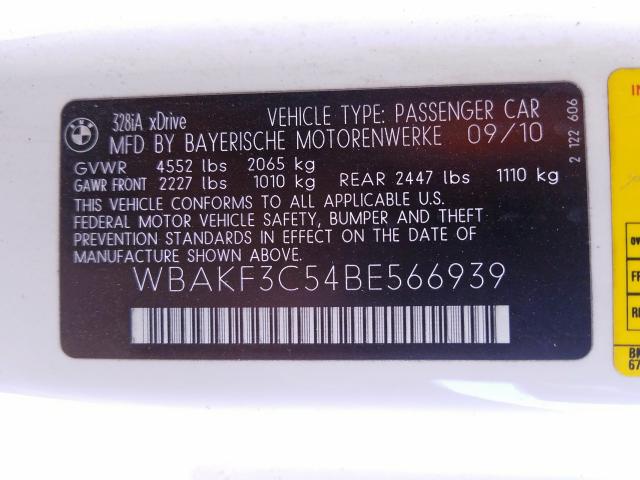 BMW
328iA xDrive VEHICLE TYPE: PASSENGER CAR
MFD BY BAYERISCHE MOTORENWERKE 09/10
GVWR 4552 lbs 2065 kg
GAWR FRONT 2227 lbs 1010 kg REAR 2447 lbs 1110 kg
THIS VEHICLE CONFORMS TO ALL APPLICABLE U.S.
FEDERAL MOTOR VEHICLE SAFETY, BUMPER AND THEFT
PREVENTION STANDARDS IN EFFECT ON THE DATE OF
MANUFACTURE SHOWN ABOVE.
WBAKF3C54BE566939
2 122 606